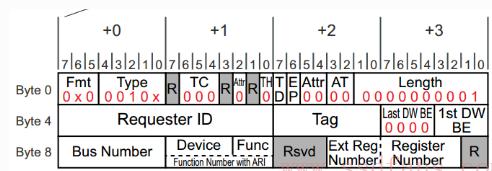 +0 +1 +2 +3
7 6 5 4 3 2 1 0 7 6 5 4 3 2 1 0 7 6 5 4 3 2 1 0 7 6 5 4 3 2 1 0
Byte 0 Fmt Type R TC R Attr R TH TD EP Attr AT Length
0 x 0 0 0 1 0 x 0 0 0 0 0 0 0 0 0 0 0 0 0 0 0 0 0 0 1
Byte 4 Requester ID Tag Last DW BE 1st DW BE
0 0 0 0
Byte 8 Bus Number Device Func Rsvd Ext Reg Number Register Number R
Function Number with ARI